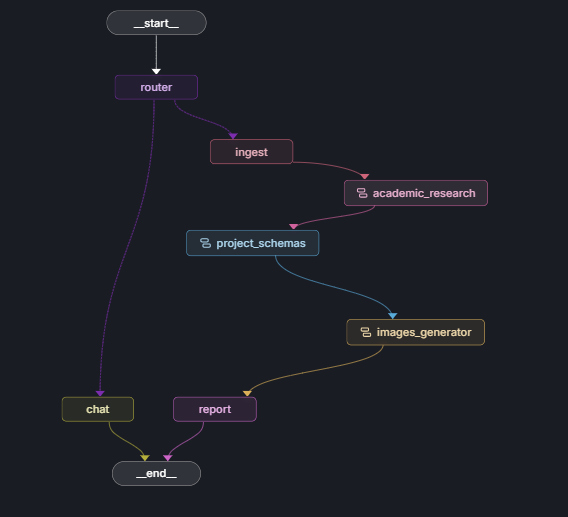 __start__
router
ingest
academic_research
project_schemas
images_generator
chat
report
__end__